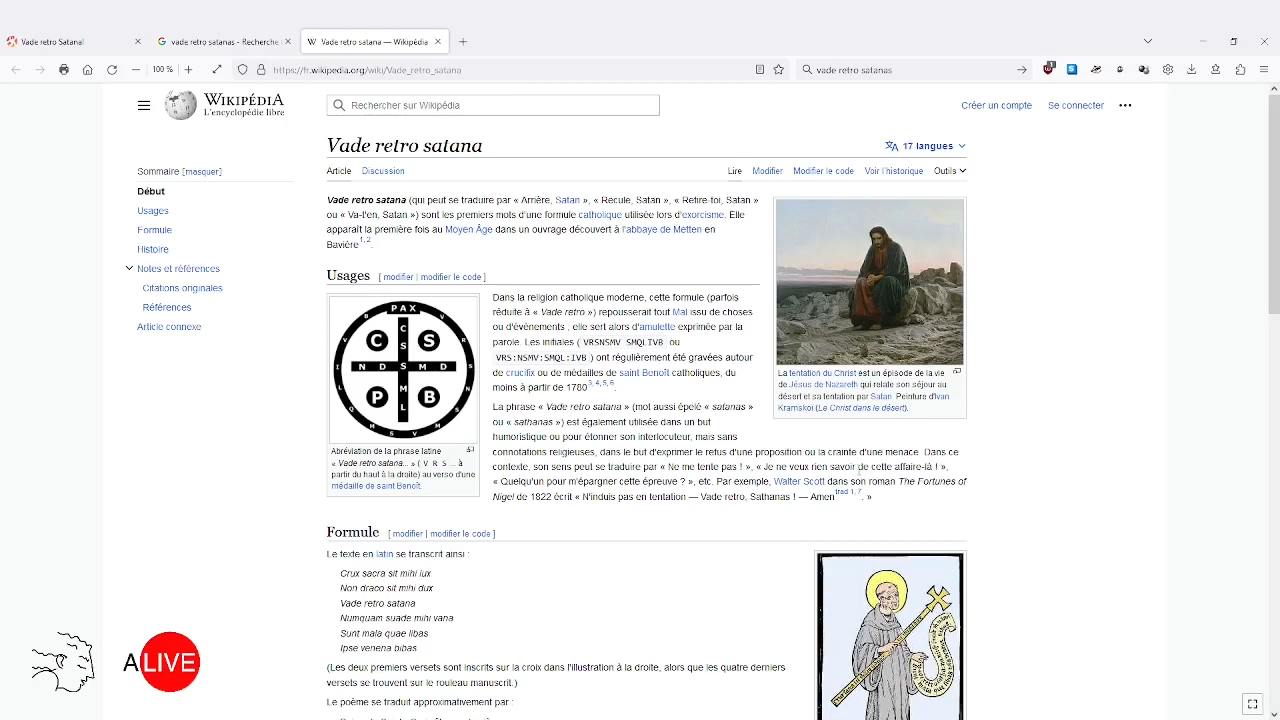 Vade retro Satana!
vade retro satanas - Recherche
Vade retro satana — Wikipédia
100 %
https://fr.wikipedia.org/wiki/Vade_retro_satana
vade retro satanas
WIKIPÉDIA
L'encyclopédie libre
Rechercher sur Wikipédia
Créer un compte
Se connecter
Vade retro satana
17 langues
Article
Discussion
Lire
Modifier
Modifier le code
Voir l'historique
Outils
Sommaire [masquer]
Début
Usages
Formule
Histoire
Notes et références
Citations originales
Références
Article connexe
Vade retro satana (qui peut se traduire par « Arrière, Satan », « Recule, Satan », « Retire-toi, Satan »
ou « Va-t'en, Satan ») sont les premiers mots d'une formule catholique utilisée lors d'exorcisme. Elle
apparaît la première fois au Moyen Âge dans un ouvrage découvert à l'abbaye de Metten en
Bavière1, 2.
La tentation du Christ est un épisode de la vie
de Jésus de Nazareth qui relate son séjour au
désert et sa tentation par Satan. Peinture d'Ivan
Kramskoï (Le Christ dans le désert).
Usages [ modifier | modifier le code ]
PAX
C S
C S S M L
N D S M D
P B
Abréviation de la phrase latine
« Vade retro satana... » ( V R S ... à
partir du haut à la droite) au verso d'une
médaille de saint Benoît.
Dans la religion catholique moderne, cette formule (parfois
réduite à « Vade retro ») repousserait tout Mal issu de choses
ou d'événements ; elle sert alors d'amulette exprimée par la
parole. Les initiales ( VRSNSMV SMQLIVB ou
VRS:NSMV:SMQL:IVB ) ont régulièrement été gravées autour
de crucifix ou de médailles de saint Benoît catholiques, du
moins à partir de 17803, 4, 5, 6.
La phrase « Vade retro satana » (mot aussi épelé « satanas »
ou « sathanas ») est également utilisée dans un but
humoristique ou pour étonner son interlocuteur, mais sans
connotations religieuses, dans le but d'exprimer le refus d'une proposition ou la crainte d'une menace. Dans ce
contexte, son sens peut se traduire par « Ne me tente pas ! », « Je ne veux rien savoir de cette affaire-là ! »,
« Quelqu'un pour m'épargner cette épreuve ? », etc. Par exemple, Walter Scott dans son roman The Fortunes of
Nigel de 1822 écrit « N'induis pas en tentation — Vade retro, Sathanas ! — Amentrad 1, 7. »
Formule [ modifier | modifier le code ]
Le texte en latin se transcrit ainsi :
Crux sacra sit mihi lux
Non draco sit mihi dux
Vade retro satana
Numquam suade mihi vana
Sunt mala quae libas
Ipse venena bibas
(Les deux premiers versets sont inscrits sur la croix dans l'illustration à la droite, alors que les quatre derniers
versets se trouvent sur le rouleau manuscrit.)
Le poème se traduit approximativement par :
ALIVE